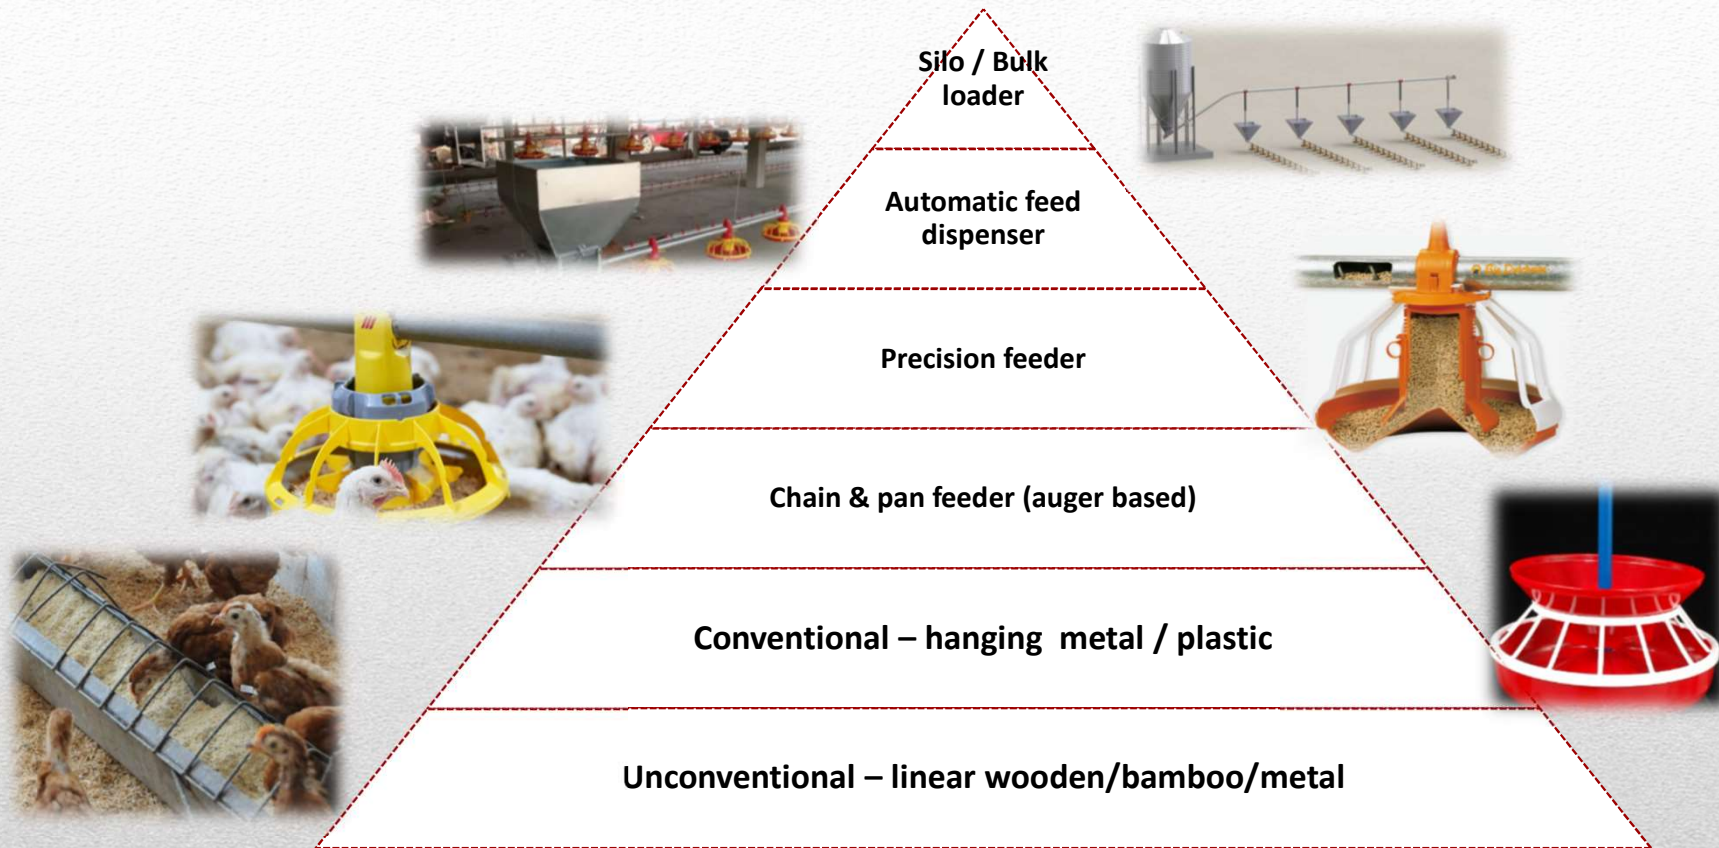 Silo / Bulk
loader
Automatic feed
dispenser
Precision feeder
Chain & pan feeder (auger based)
Conventional – hanging  metal / plastic
Unconventional – linear wooden/bamboo/metal